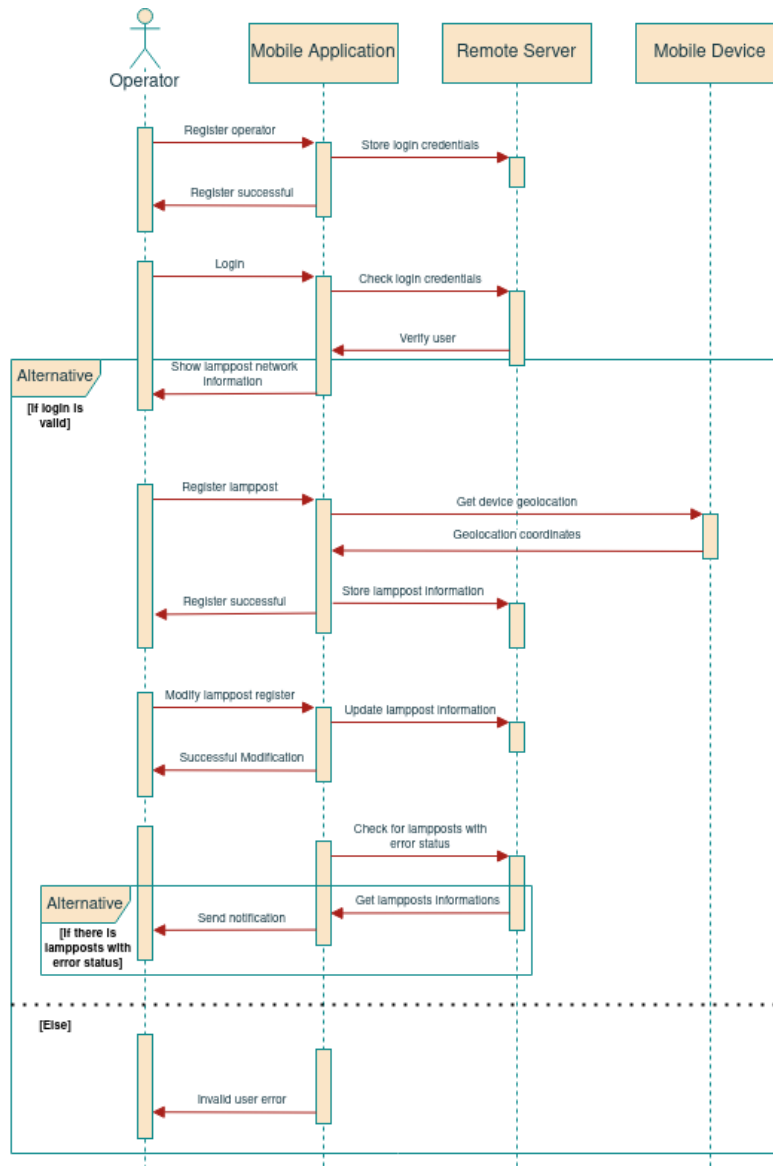 Operator
Mobile Application
Remote Server
Mobile Device
Register operator
Store login credentials
Register successful
Login
Check login credentials
Verify user
Alternative
[If login is
valid]
Show lamppost network
information
Register lamppost
Get device geolocation
Geolocation coordinates
Store lamppost information
Register successful
Modify lamppost register
Update lamppost information
Successful Modification
Check for lampposts with
error status
Alternative
[If there is
lampposts with
error status]
Get lampposts informations
Send notification
[Else]
Invalid user error